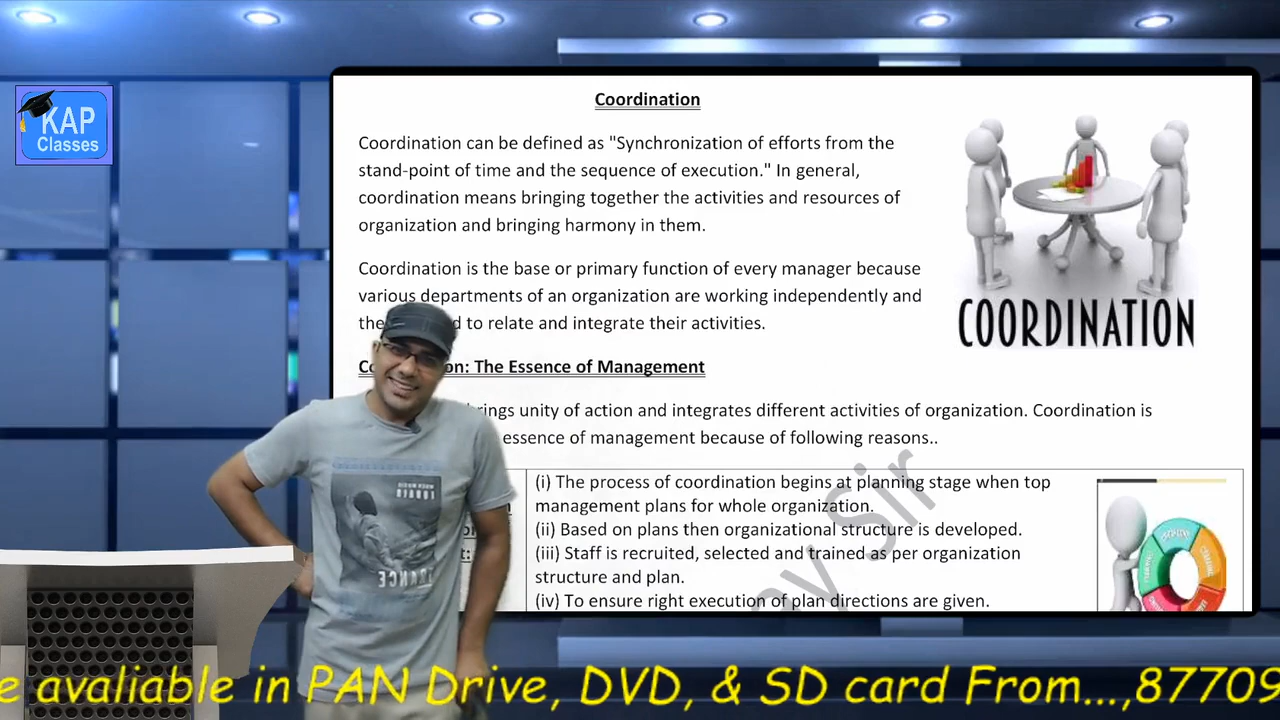 KAP
Classes
Coordination
Coordination can be defined as "Synchronization of efforts from the
stand-point of time and the sequence of execution." In general,
coordination means bringing together the activities and resources of
organization and bringing harmony in them.
Coordination is the base or primary function of every manager because
various departments of an organization are working independently and
to relate and integrate their activities.
COORDINATION
The Essence of Management
unity of action and integrates different activities of organization. Coordination is
essence of management because of following reasons..
(i) The process of coordination begins at planning stage when top
management plans for whole organization.
(ii) Based on plans then organizational structure is developed.
(iii) Staff is recruited, selected and trained as per organization
structure and plan.
(iv) To ensure right execution of plan directions are given.
Sir
avaliable in PAN Drive, DVD, & SD card From...,87709